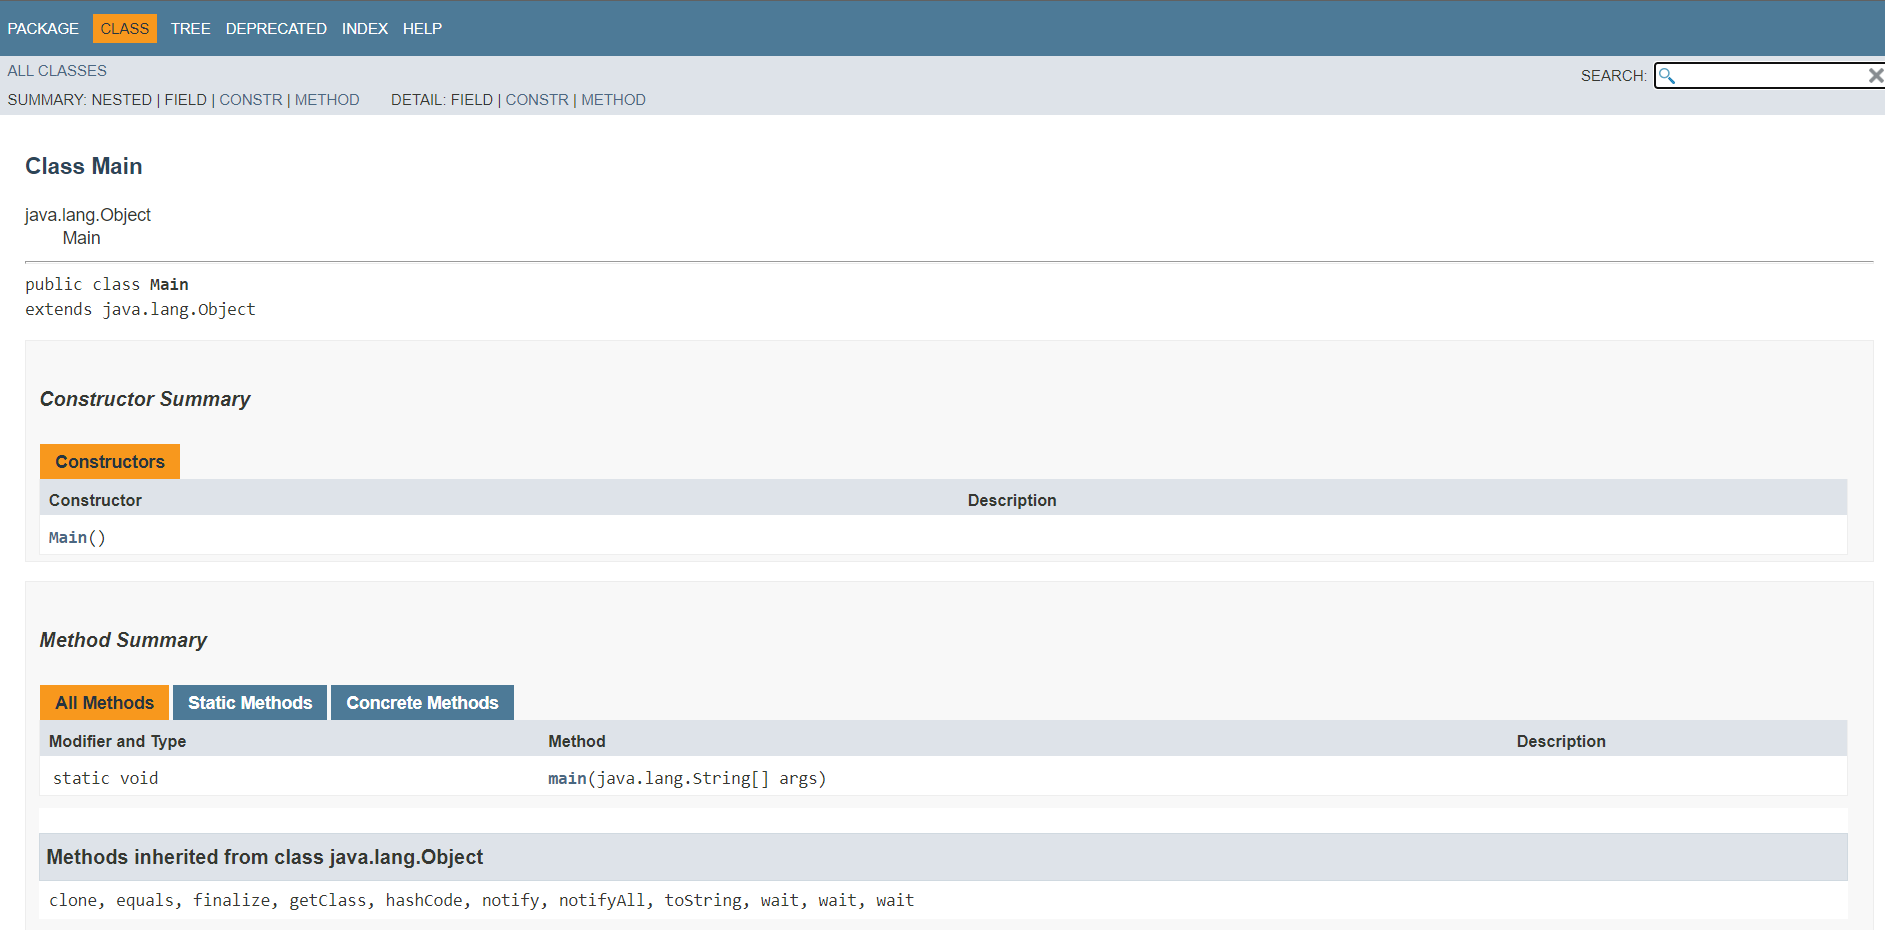 PACKAGE CLASS TREE DEPRECATED INDEX HELP
ALL CLASSES
SEARCH:
SUMMARY: NESTED | FIELD | CONSTR | METHOD DETAIL: FIELD | CONSTR | METHOD
Class Main
java.lang.Object
Main
public class Main
extends java.lang.Object
Constructor Summary
Constructors
Constructor Description
Main()
Method Summary
All Methods Static Methods Concrete Methods
Modifier and Type Method Description
static void main(java.lang.String[] args)
Methods inherited from class java.lang.Object
clone, equals, finalize, getClass, hashCode, notify, notifyAll, toString, wait, wait, wait